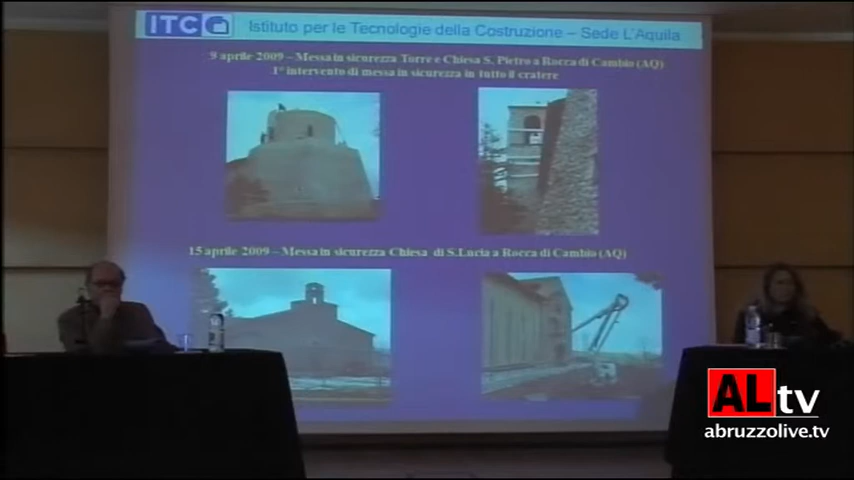 ITC Istituto per le Tecnologie della Costruzione – Sede L'Aquila
9 aprile 2009 – Messa in sicurezza Torre e Chiesa S. Pietro a Rocca di Cambio (AQ)
1° intervento di messa in sicurezza in tutto il cratere
15 aprile 2009 – Messa in sicurezza Chiesa di S.Lucia a Rocca di Cambio (AQ)
ALtv
abruzzolive.tv